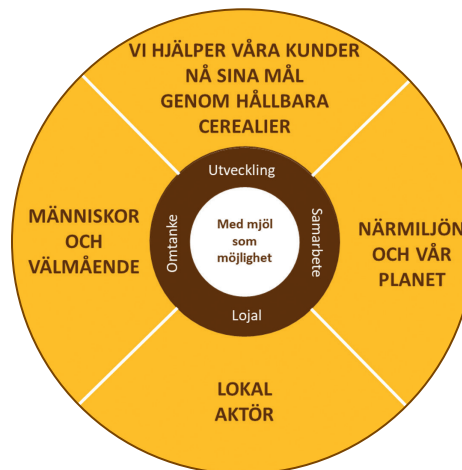 VI HJÄLPER VÅRA KUNDER
NÅ SINA MÅL
GENOM HÅLLBARA
CEREALIER
Utveckling
MÄNNISKOR
OCH
VÄLMÅENDE
Omtanke
Med mjöl
som
möjlighet
Samarbete
NÄRMILJÖN
OCH VÅR
PLANET
Lojal
LOKAL
AKTÖR